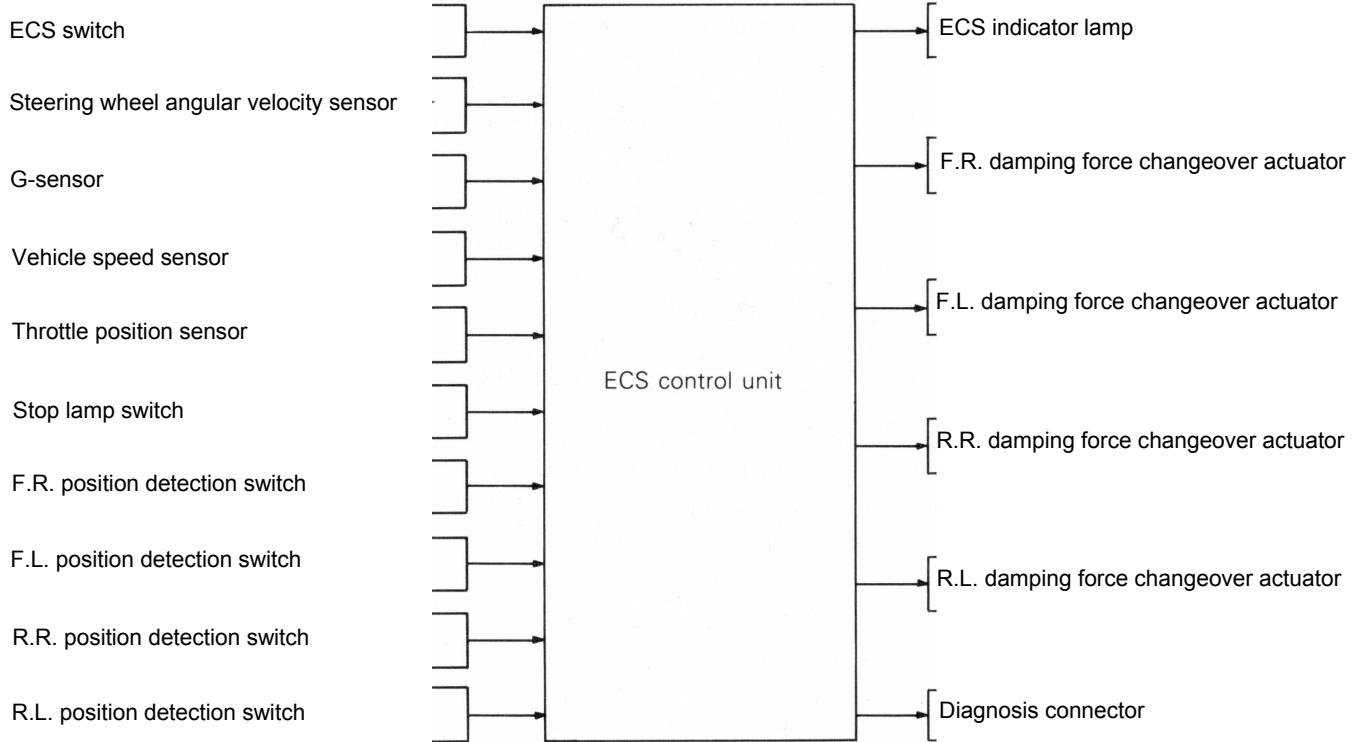 ECS switch
Steering wheel angular velocity sensor
G-sensor
Vehicle speed sensor
Throttle position sensor
Stop lamp switch
F.R. position detection switch
F.L. position detection switch
R.R. position detection switch
R.L. position detection switch
ECS control unit
ECS indicator lamp
F.R. damping force changeover actuator
F.L. damping force changeover actuator
R.R. damping force changeover actuator
R.L. damping force changeover actuator
Diagnosis connector